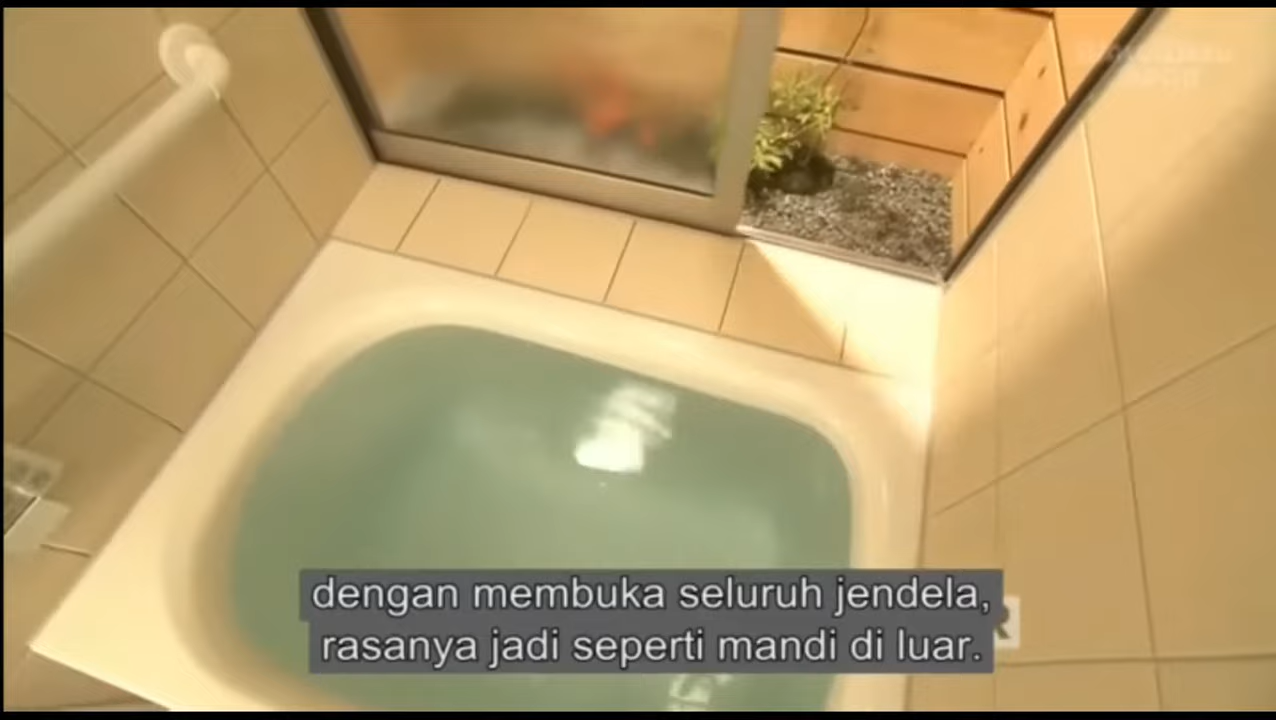 dengan membuka seluruh jendela,
rasanya jadi seperti mandi di luar.